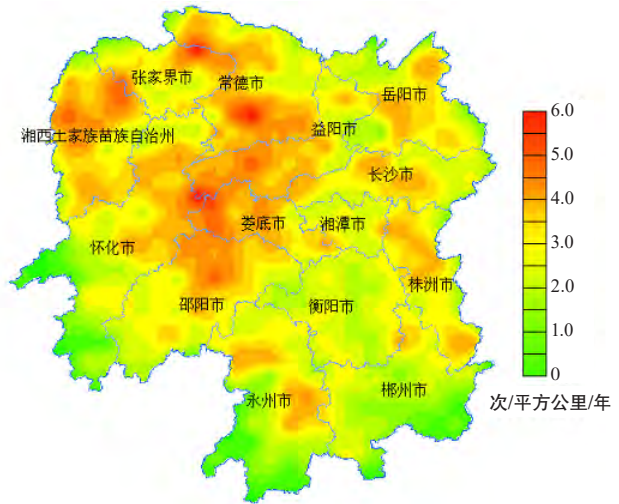 张家界市
常德市
岳阳市
湘西土家族苗族自治州
益阳市
长沙市
怀化市
娄底市
湘潭市
株洲市
邵阳市
衡阳市
永州市
郴州市
6.0
5.0
4.0
3.0
2.0
1.0
0
次/平方公里/年